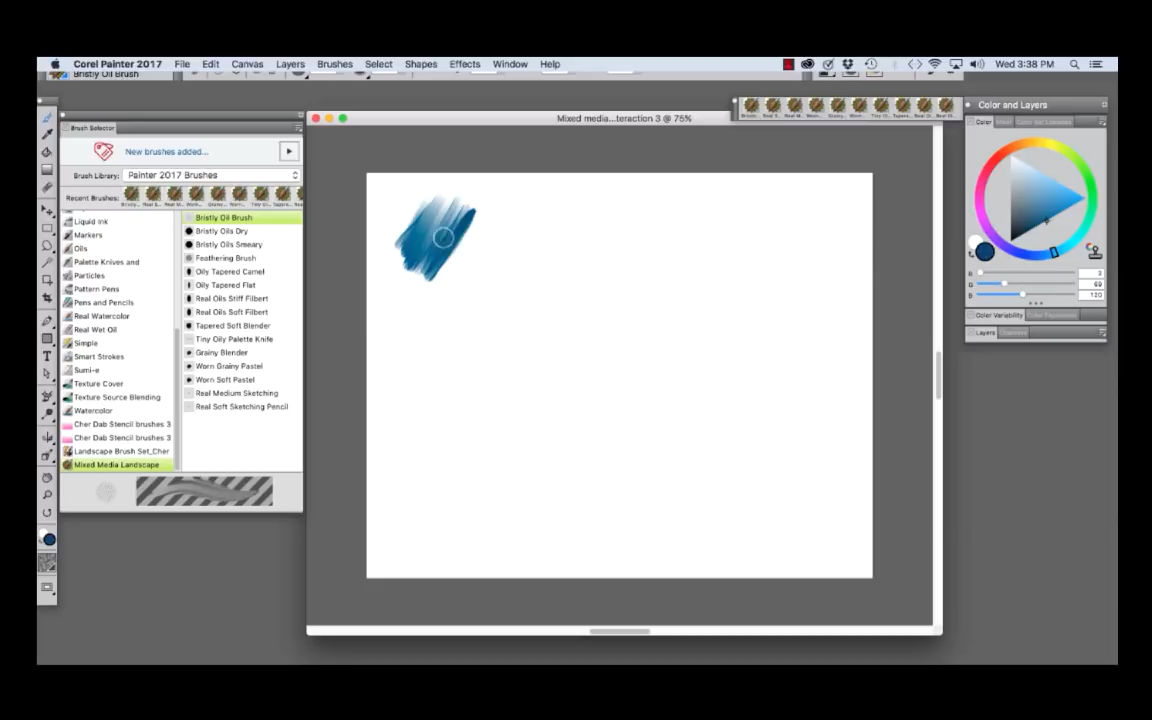 Corel Painter 2017 File Edit Canvas Layers Brushes Select Shapes Effects Window Help Wed 3:38 PM
Bristly Oil Brush
Mixed media...teraction 3 @ 75%
Color and Layers
Brush Selector
New brushes added...
Brush Library: Painter 2017 Brushes
Recent Brushes:
Liquid Ink
Markers
Oils
Palette Knives and
Particles
Pattern Pens
Pens and Pencils
Real Watercolor
Real Wet Oil
Simple
Smart Strokes
Sumi-e
Texture Cover
Texture Source Blending
Watercolor
Cher Dab Stencil brushes 3
Cher Dab Stencil brushes 3
Landscape Brush Set_Cher
Mixed Media Landscape
Bristly Oil Brush
Bristly Oils Dry
Bristly Oils Smeary
Feathering Brush
Oily Tapered Camel
Oily Tapered Flat
Real Oils Stiff Filbert
Real Oils Soft Filbert
Tapered Soft Blender
Tiny Oily Palette Knife
Grainy Blender
Worn Grainy Pastel
Worn Soft Pastel
Real Medium Sketching
Real Soft Sketching Pencil
Color
R
G 69
B 120
Color Variability
Layers Channels